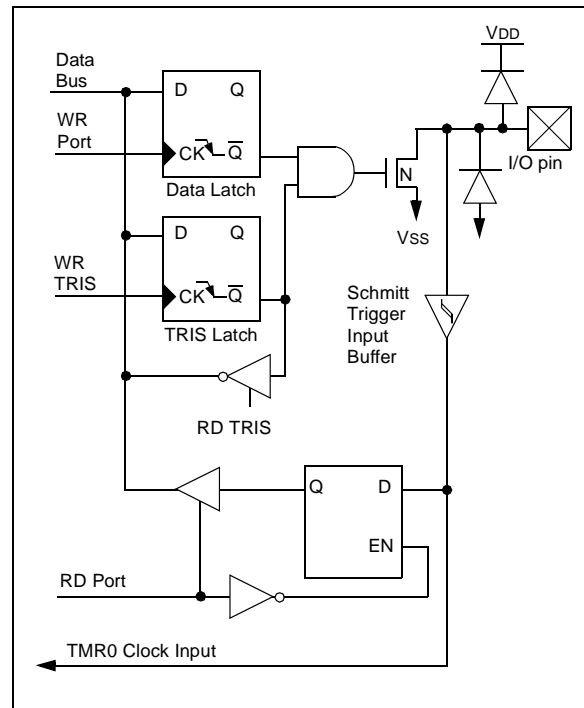 Data
Bus
VDD
D Q
WR
Port
CK Q
N
I/O pin
Data Latch
VSS
D Q
WR
TRIS
CK Q
Schmitt
Trigger
Input
Buffer
TRIS Latch
RD TRIS
Q D
EN
RD Port
TMR0 Clock Input